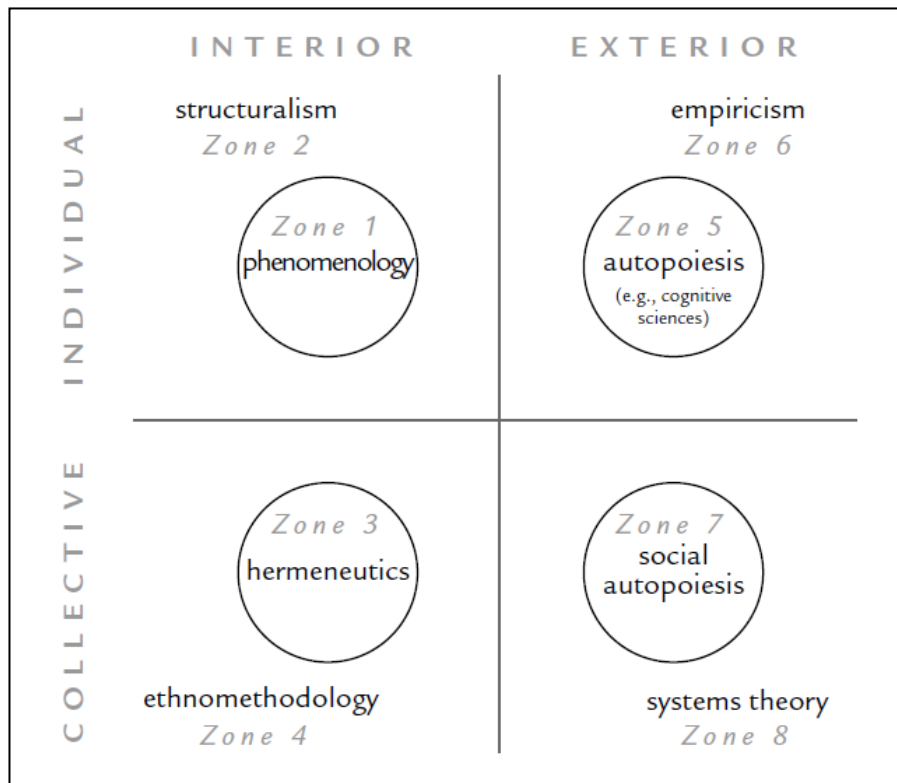 INTERIOR
EXTERIOR
INDIVIDUAL
structuralism
Zone 2
empiricism
Zone 6
Zone 1
phenomenology
Zone 5
autopoiesis
(e.g., cognitive
sciences)
COLLECTIVE
Zone 3
hermeneutics
Zone 7
social
autopoiesis
ethnomethodology
Zone 4
systems theory
Zone 8